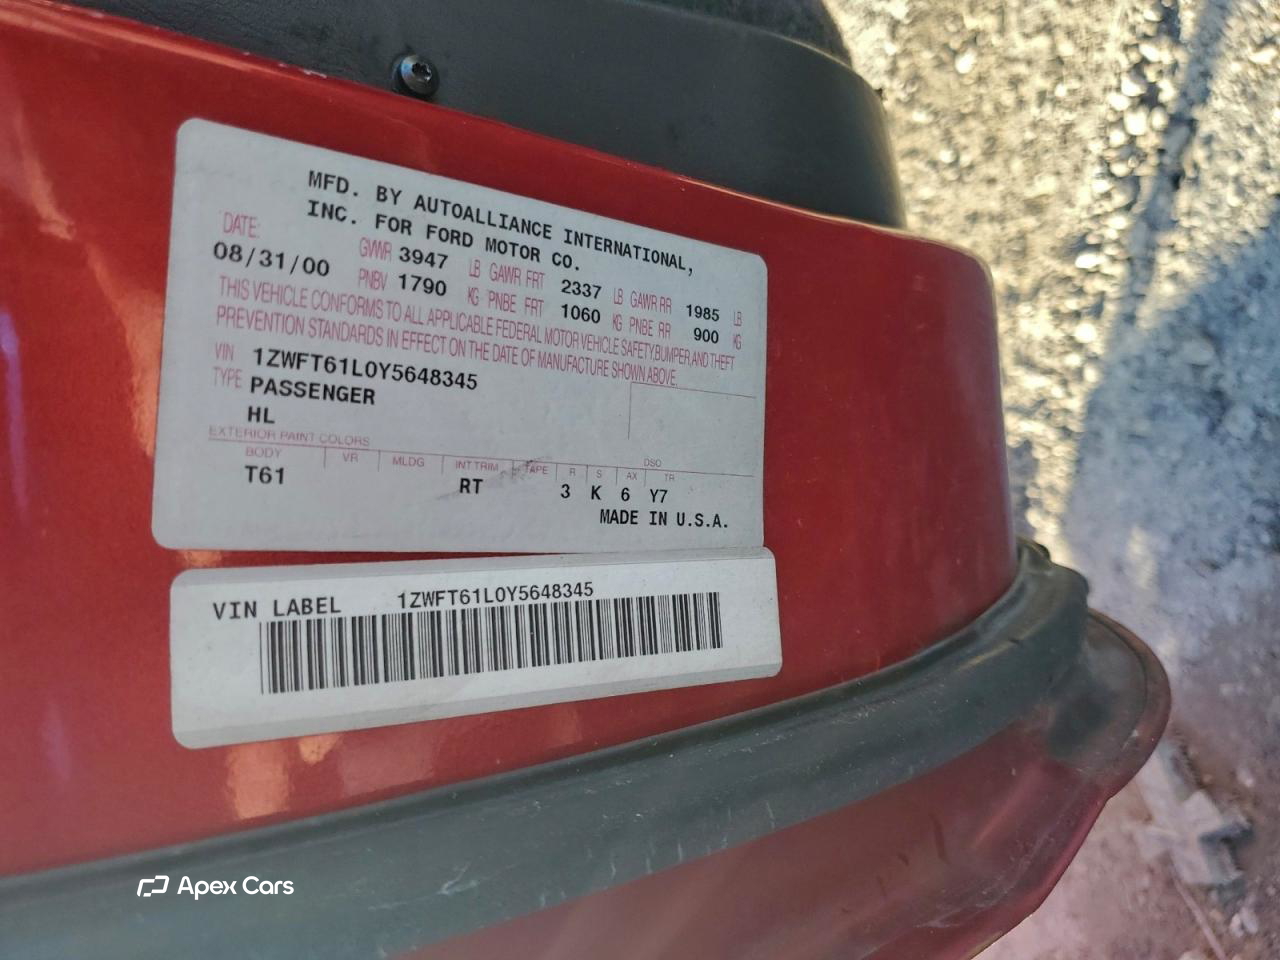 MFD. BY AUTOALLIANCE INTERNATIONAL,
INC. FOR FORD MOTOR CO.
DATE: GVWR 3947 LB GAWR FRT 2337 LB GAWR RR 1985 LB
08/31/00 PNBV 1790 KG PNBE FRT 1060 KG PNBE RR 900 KG
THIS VEHICLE CONFORMS TO ALL APPLICABLE FEDERAL MOTOR VEHICLE SAFETY,BUMPER,AND THEFT
PREVENTION STANDARDS IN EFFECT ON THE DATE OF MANUFACTURE SHOWN ABOVE.
VIN 1ZWFT61L0Y5648345
TYPE PASSENGER
HL
EXTERIOR PAINT COLORS DSO
BODY VR MLDG INT TRIM TAPE R S AX TR
T61 RT 3 K 6 Y7
MADE IN U.S.A.
VIN LABEL 1ZWFT61L0Y5648345
Apex Cars